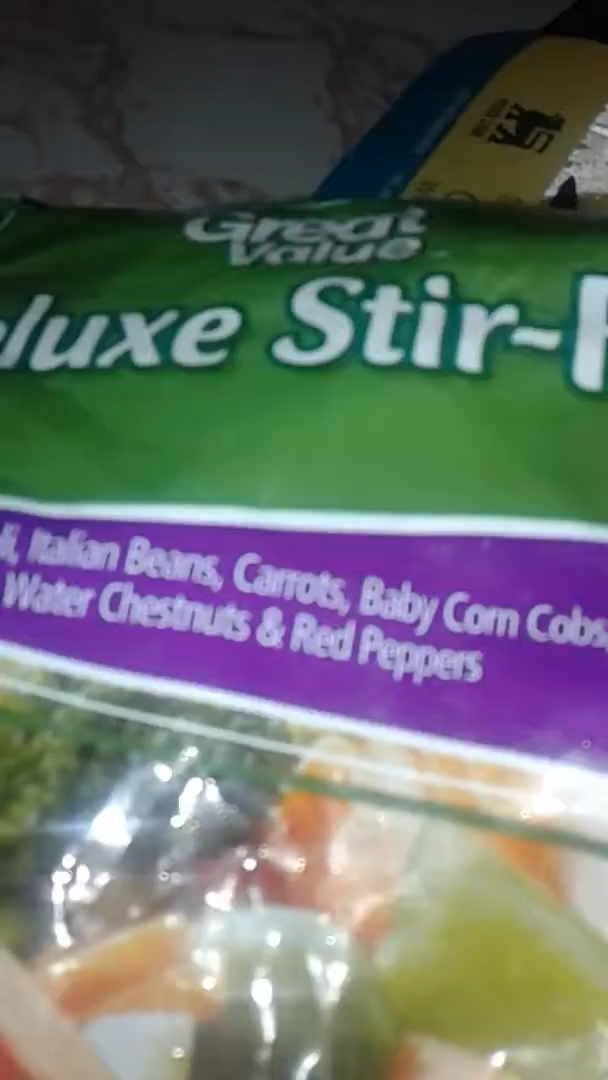 Great
Value
eluxe Stir-F
i, Italian Beans, Carrots, Baby Corn Cobs,
Water Chestnuts & Red Peppers